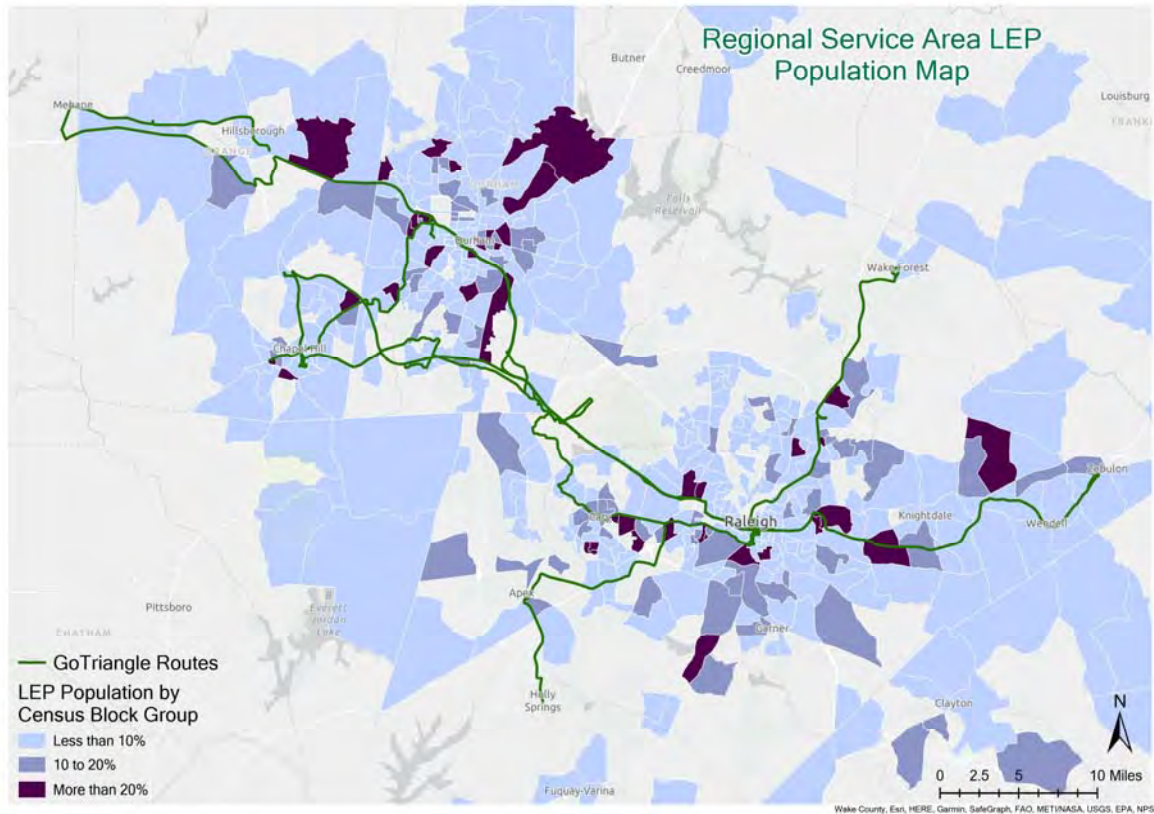 Regional Service Area LEP
Population Map
Butner
Creedmoor
Louisburg
Mebane
Hillsborough
Falls
Reservoir
Durham
Wake Forest
Chapel Hill
Zebulon
Knightdale
Raleigh
Wendell
Cary
Apex
Pittsboro
Everett
Jordan
Lake
CHATHAM
Garner
Holly
Springs
Clayton
Fuquay-Varina
GoTriangle Routes
LEP Population by
Census Block Group
Less than 10%
10 to 20%
More than 20%
N
0 2.5 5 10 Miles
Wake County, Esri, HERE, Garmin, SafeGraph, FAO, METI/NASA, USGS, EPA, NPS